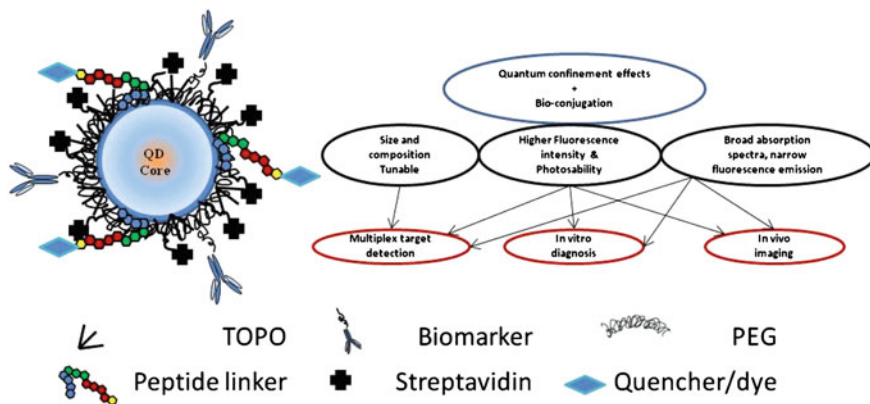 QD
Core
Quantum confinement effects
+
Bio-conjugation
Size and
composition
Tunable
Higher Fluorescence
intensity &
Photosability
Broad absorption
spectra, narrow
fluorescence emission
Multiplex target
detection
In vitro
diagnosis
In vivo
imaging
TOPO
Biomarker
PEG
Peptide linker
Streptavidin
Quencher/dye